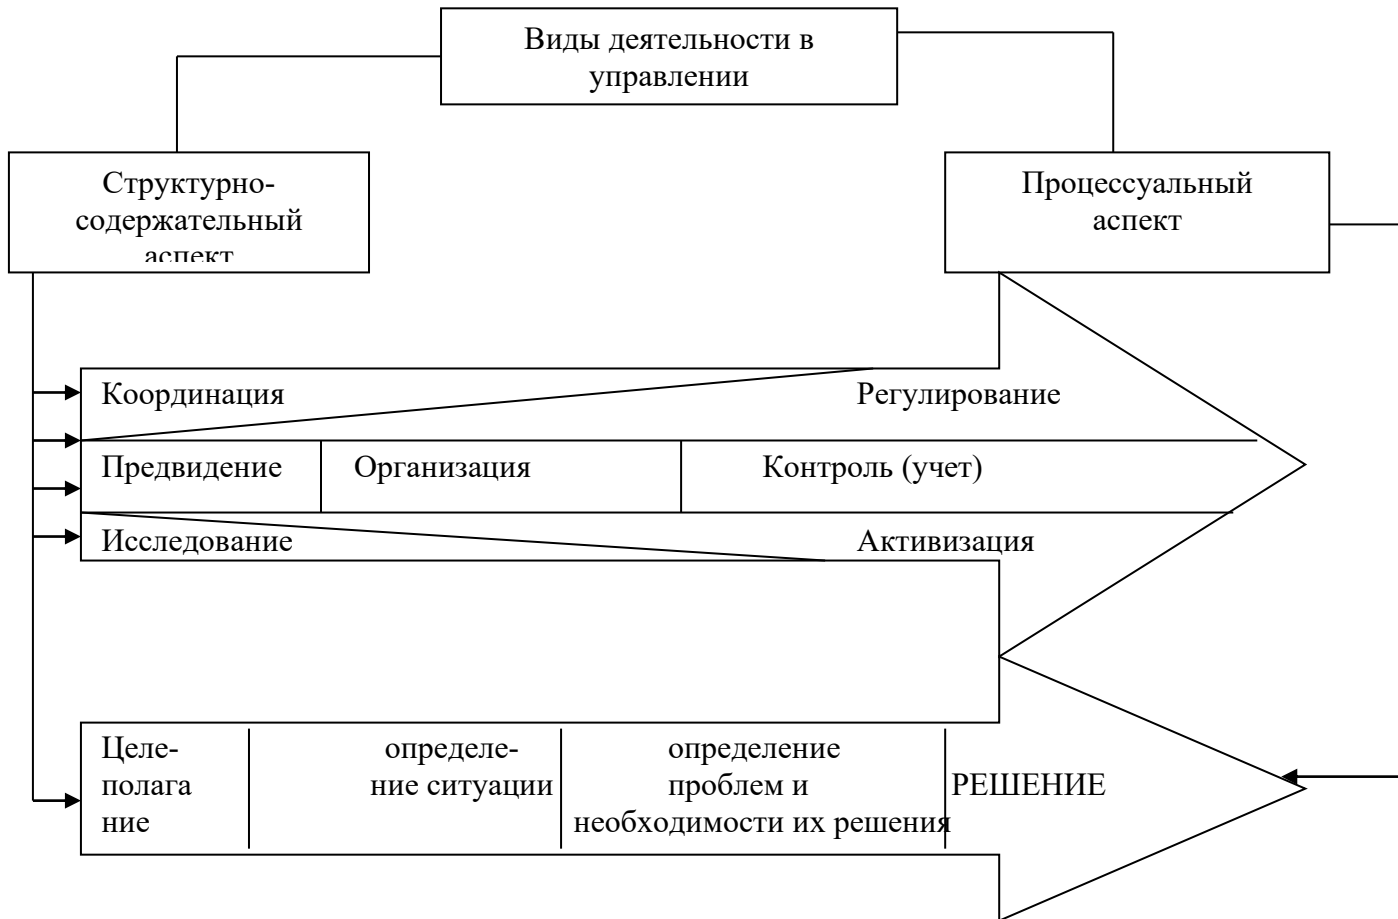 Виды деятельности в
управлении
Структурно-
содержательный
аспект
Процессуальный
аспект
Координация
Регулирование
Предвидение
Организация
Контроль (учет)
Исследование
Активизация
Целе-
полага
ние
определе-
ние ситуации
определение
проблем и
необходимости их решения
РЕШЕНИЕ